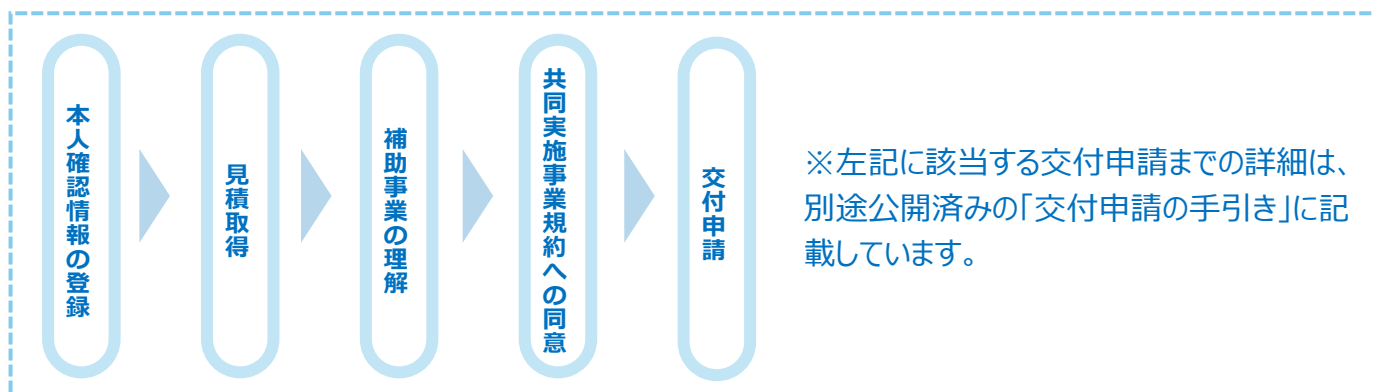 本人確認情報の登録
見積取得
補助事業の理解
共同実施事業規約への同意
交付申請
※左記に該当する交付申請までの詳細は、
別途公開済みの「交付申請の手引き」に記
載しています。